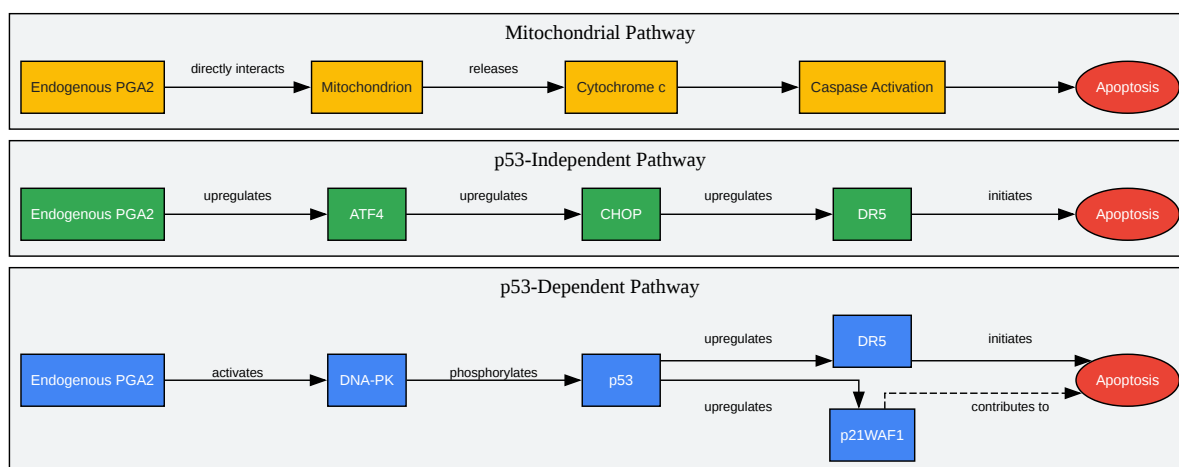 Mitochondrial Pathway
directly interacts
releases
Endogenous PGA2
Mitochondrion
Cytochrome c
Caspase Activation
Apoptosis
p53-Independent Pathway
upregulates
upregulates
upregulates
initiates
Endogenous PGA2
ATF4
CHOP
DR5
Apoptosis
p53-Dependent Pathway
upregulates
DR5
initiates
Endogenous PGA2
activates
DNA-PK
phosphorylates
p53
Apoptosis
upregulates
contributes to
p21WAF1